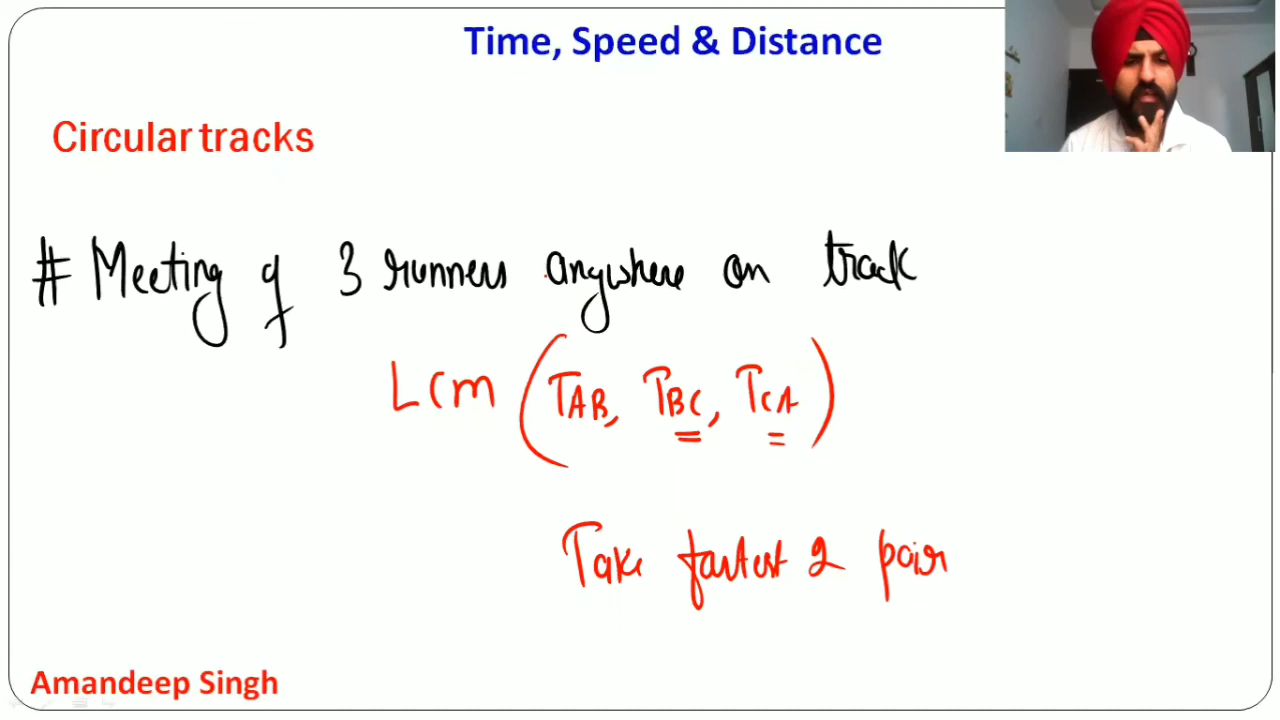 Time, Speed & Distance
Circular tracks
# Meeting of 3 runners anywhere on track
LCM (TAB, TBC, TCA)
Take fastest 2 pair
Amandeep Singh